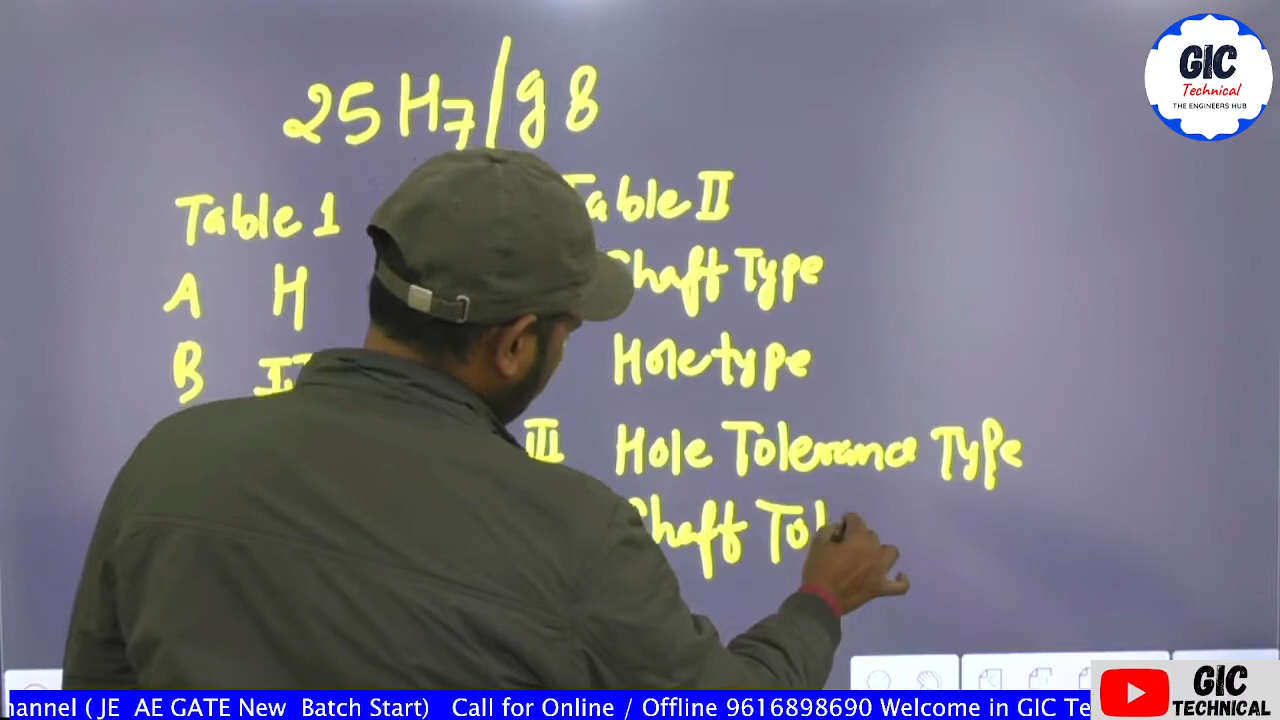 25 H7/g8
Table 1 Table II
A H Shaft Type
B Hole type
III Hole Tolerance Type
Shaft Tol
GIC
Technical
THE ENGINEERS HUB
GIC
TECHNICAL
hannel ( JE AE GATE New Batch Start) Call for Online / Offline 9616898690 Welcome in GIC Te